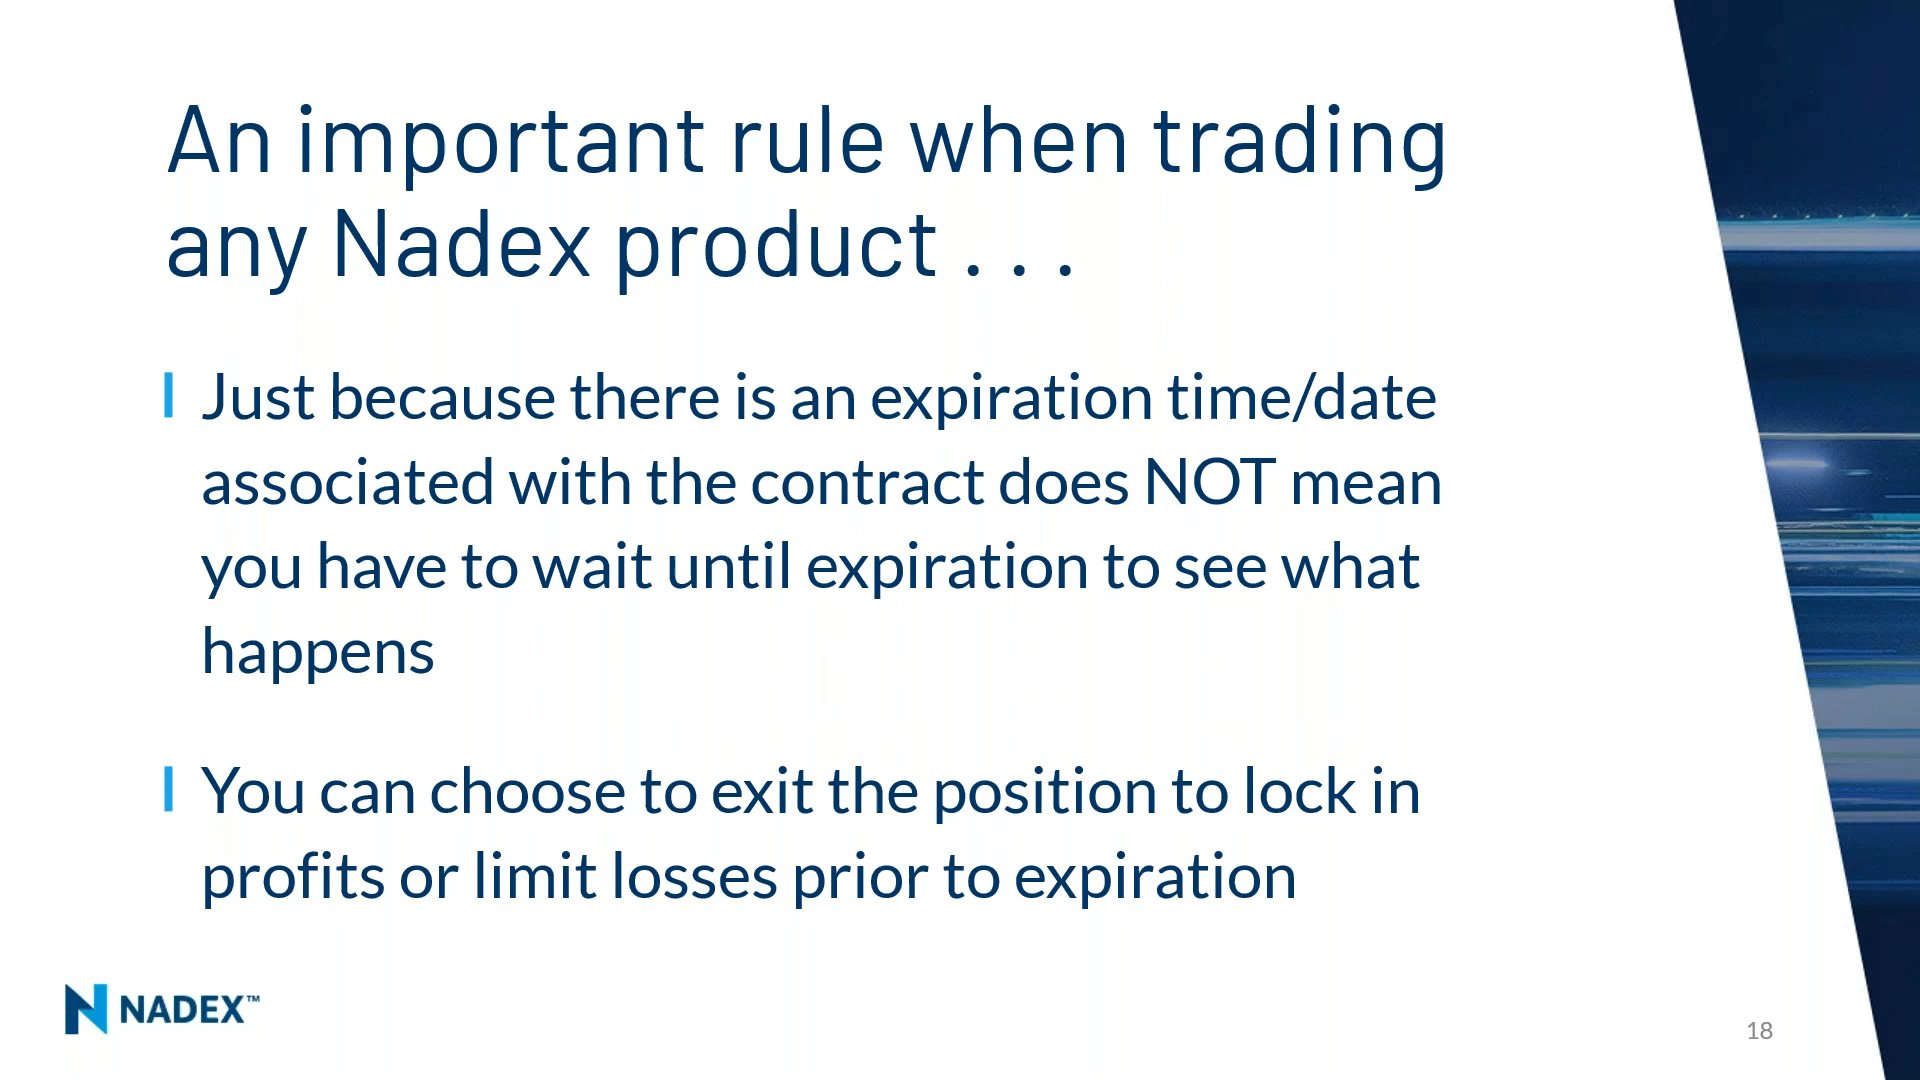 An important rule when trading
any Nadex product . . .
Just because there is an expiration time/date
associated with the contract does NOT mean
you have to wait until expiration to see what
happens
You can choose to exit the position to lock in
profits or limit losses prior to expiration
NADEX™
18